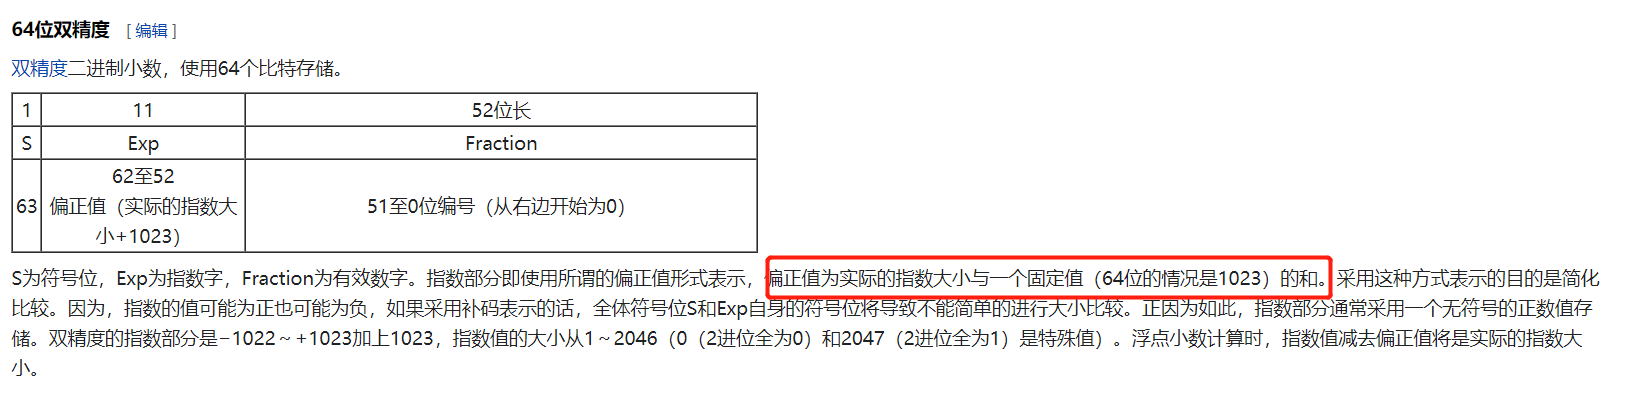 64位双精度 [ 编辑 ]
双精度二进制小数，使用64个比特存储。
1 11 52位长
S Exp Fraction
63 62至52 偏正值（实际的指数大小+1023） 51至0位编号（从右边开始为0）
S为符号位，Exp为指数字，Fraction为有效数字。指数部分即使用所谓的偏正值形式表示，偏正值为实际的指数大小与一个固定值（64位的情况是1023）的和。采用这种方式表示的目的是简化
比较。因为，指数的值可能为正也可能为负，如果采用补码表示的话，全体符号位S和Exp自身的符号位将导致不能简单的进行大小比较。正因为如此，指数部分通常采用一个无符号的正数值存
储。双精度的指数部分是−1022～+1023加上1023，指数值的大小从1～2046（0（2进位全为0）和2047（2进位全为1）是特殊值）。浮点小数计算时，指数值减去偏正值将是实际的指数大
小。